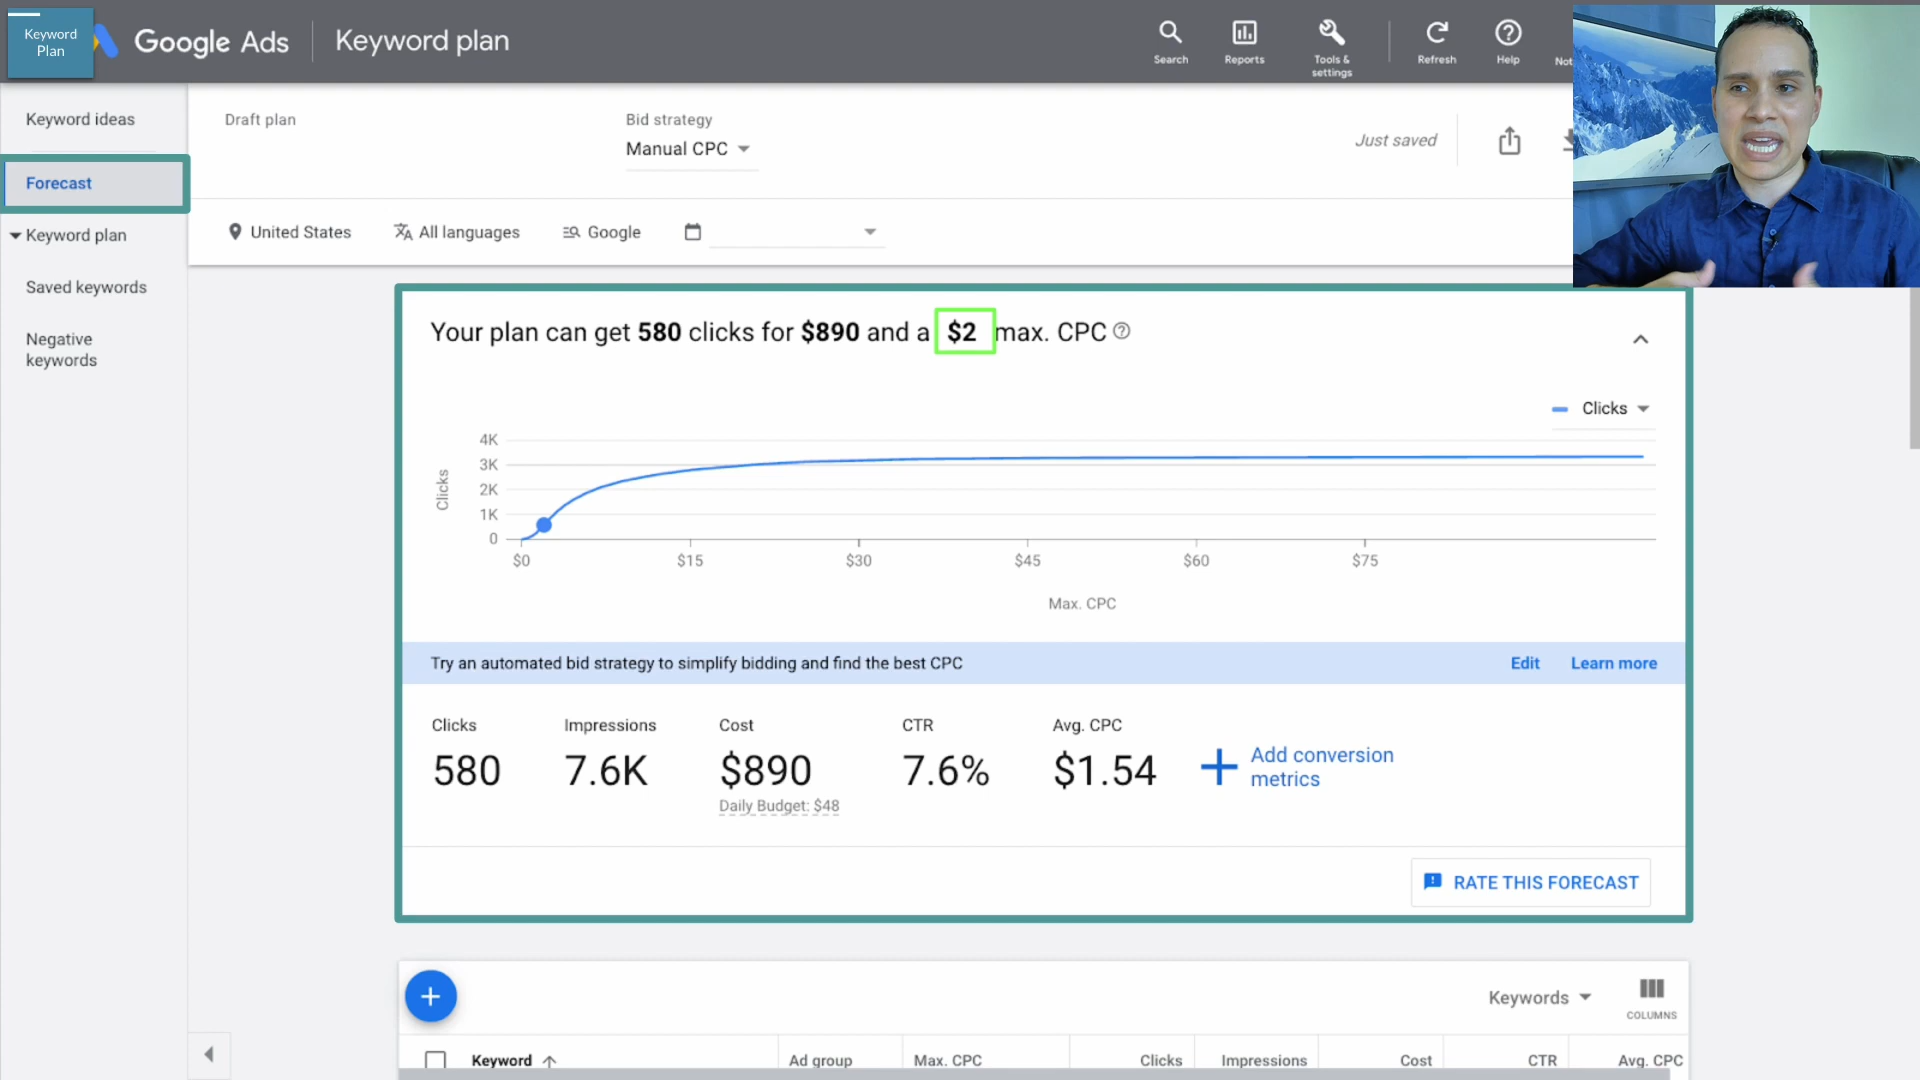 Keyword
Plan
Google Ads
Keyword plan
Search
Reports
Tools &
settings
Refresh
Help
Keyword ideas
Forecast
Keyword plan
Saved keywords
Negative
keywords
Draft plan
Bid strategy
Manual CPC
Just saved
United States
All languages
Google
Your plan can get 580 clicks for $890 and a $2 max. CPC
Clicks
4K
3K
2K
1K
0
Clicks
$0
$15
$30
$45
$60
$75
Max. CPC
Try an automated bid strategy to simplify bidding and find the best CPC
Edit
Learn more
Clicks
Impressions
Cost
CTR
Avg. CPC
580
7.6K
$890
7.6%
$1.54
Add conversion
metrics
Daily Budget: $48
RATE THIS FORECAST
Keywords
COLUMNS
Keyword
Ad group
Max. CPC
Clicks
Impressions
Cost
CTR
Avg. CPC